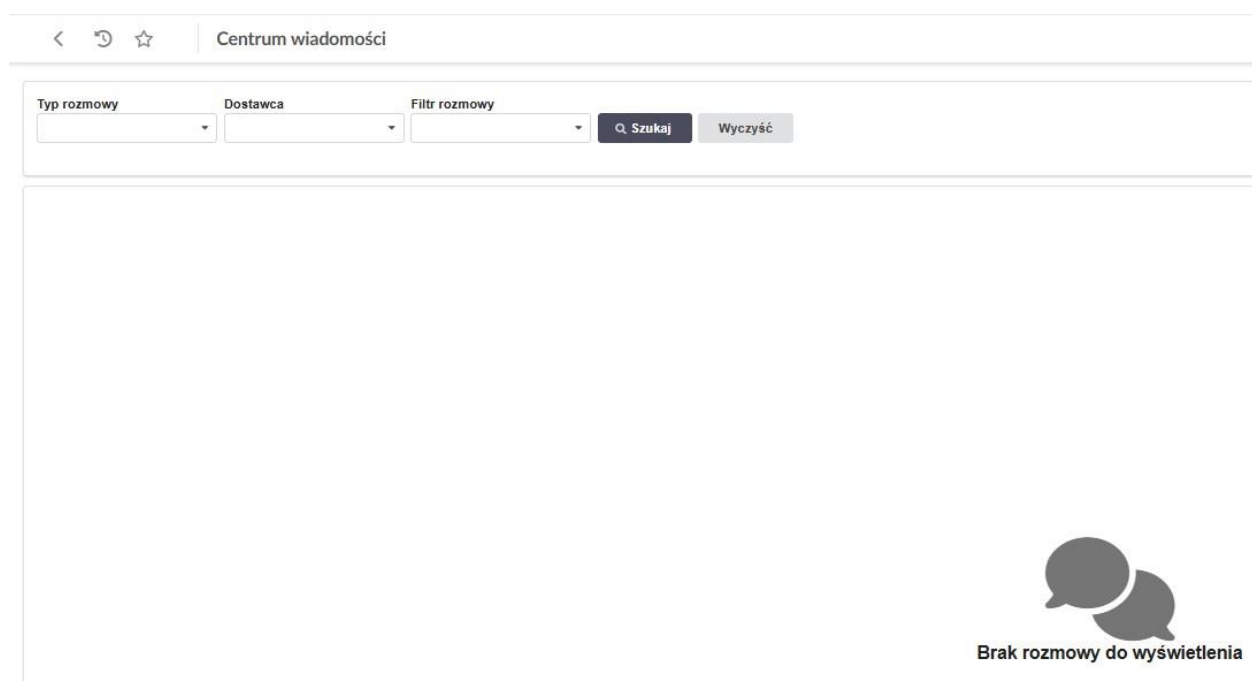 Centrum wiadomości
Typ rozmowy Dostawca Filtr rozmowy
Szukaj Wyczyść
Brak rozmowy do wyświetlenia